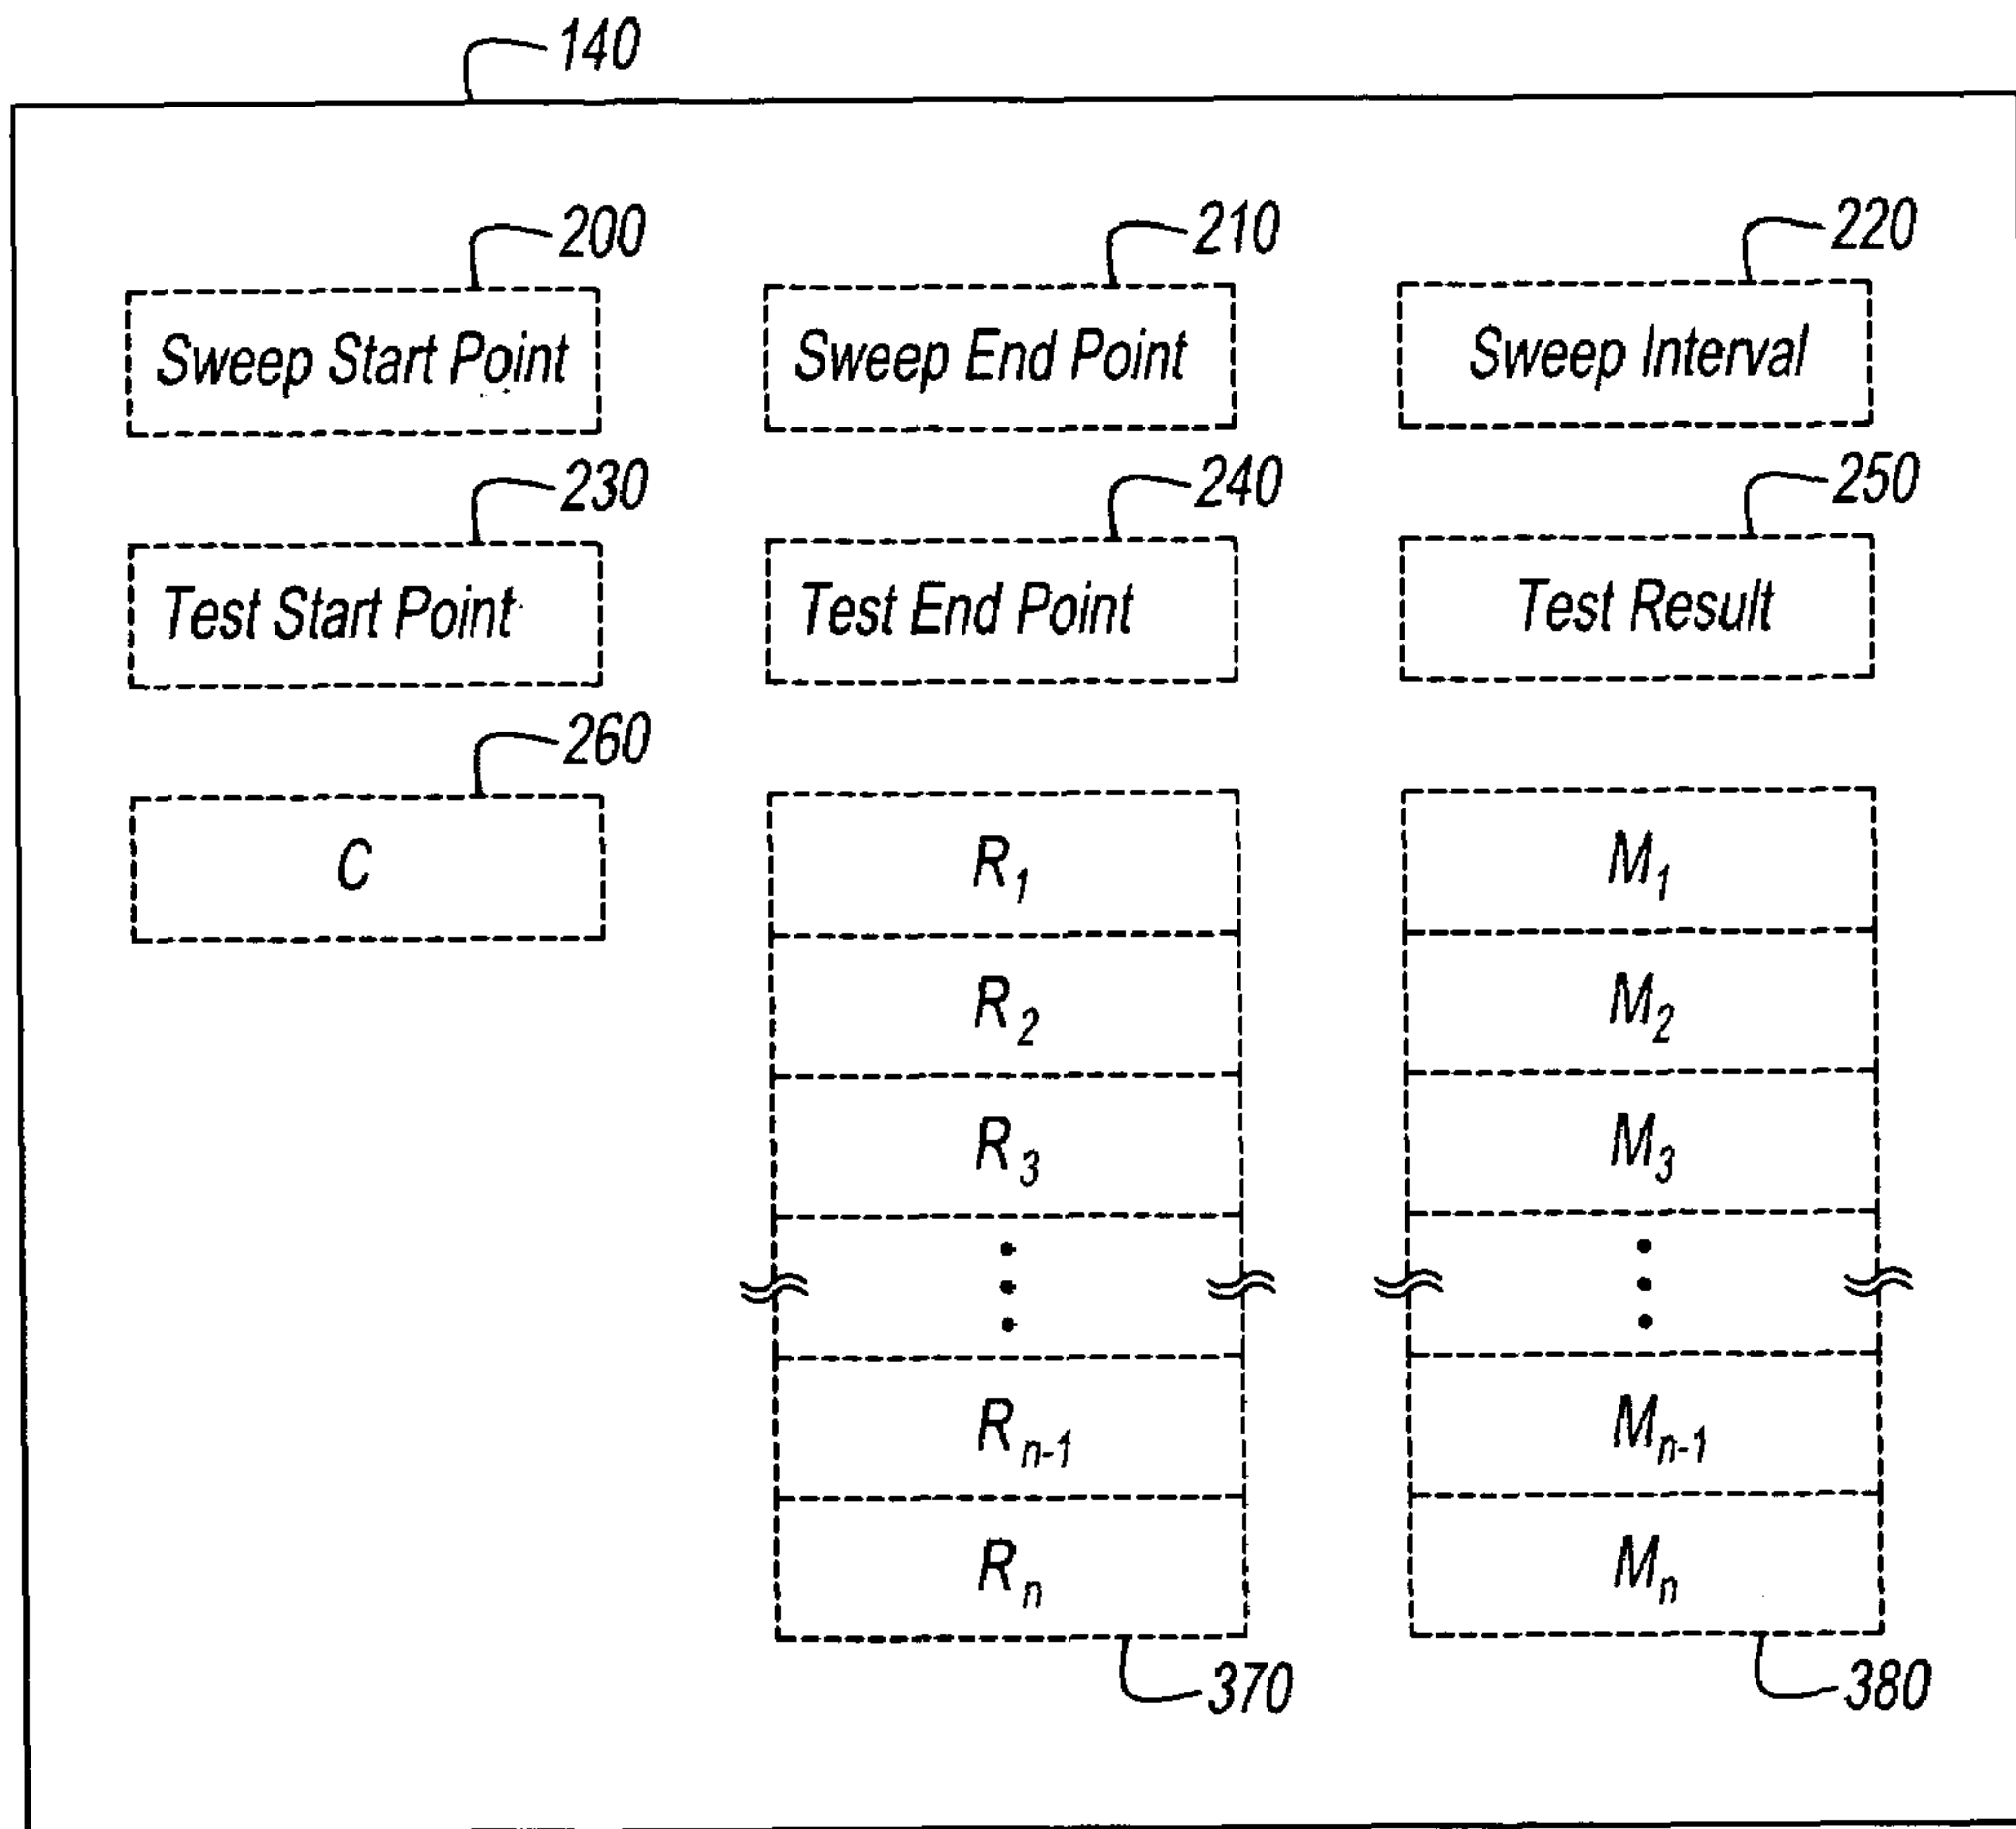 140
200 210 220
Sweep Start Point Sweep End Point Sweep Interval
230 240 250
Test Start Point Test End Point Test Result
260
C R₁ M₁
R₂ M₂
R₃ M₃
Rₙ₋₁ Mₙ₋₁
Rₙ Mₙ
370 380